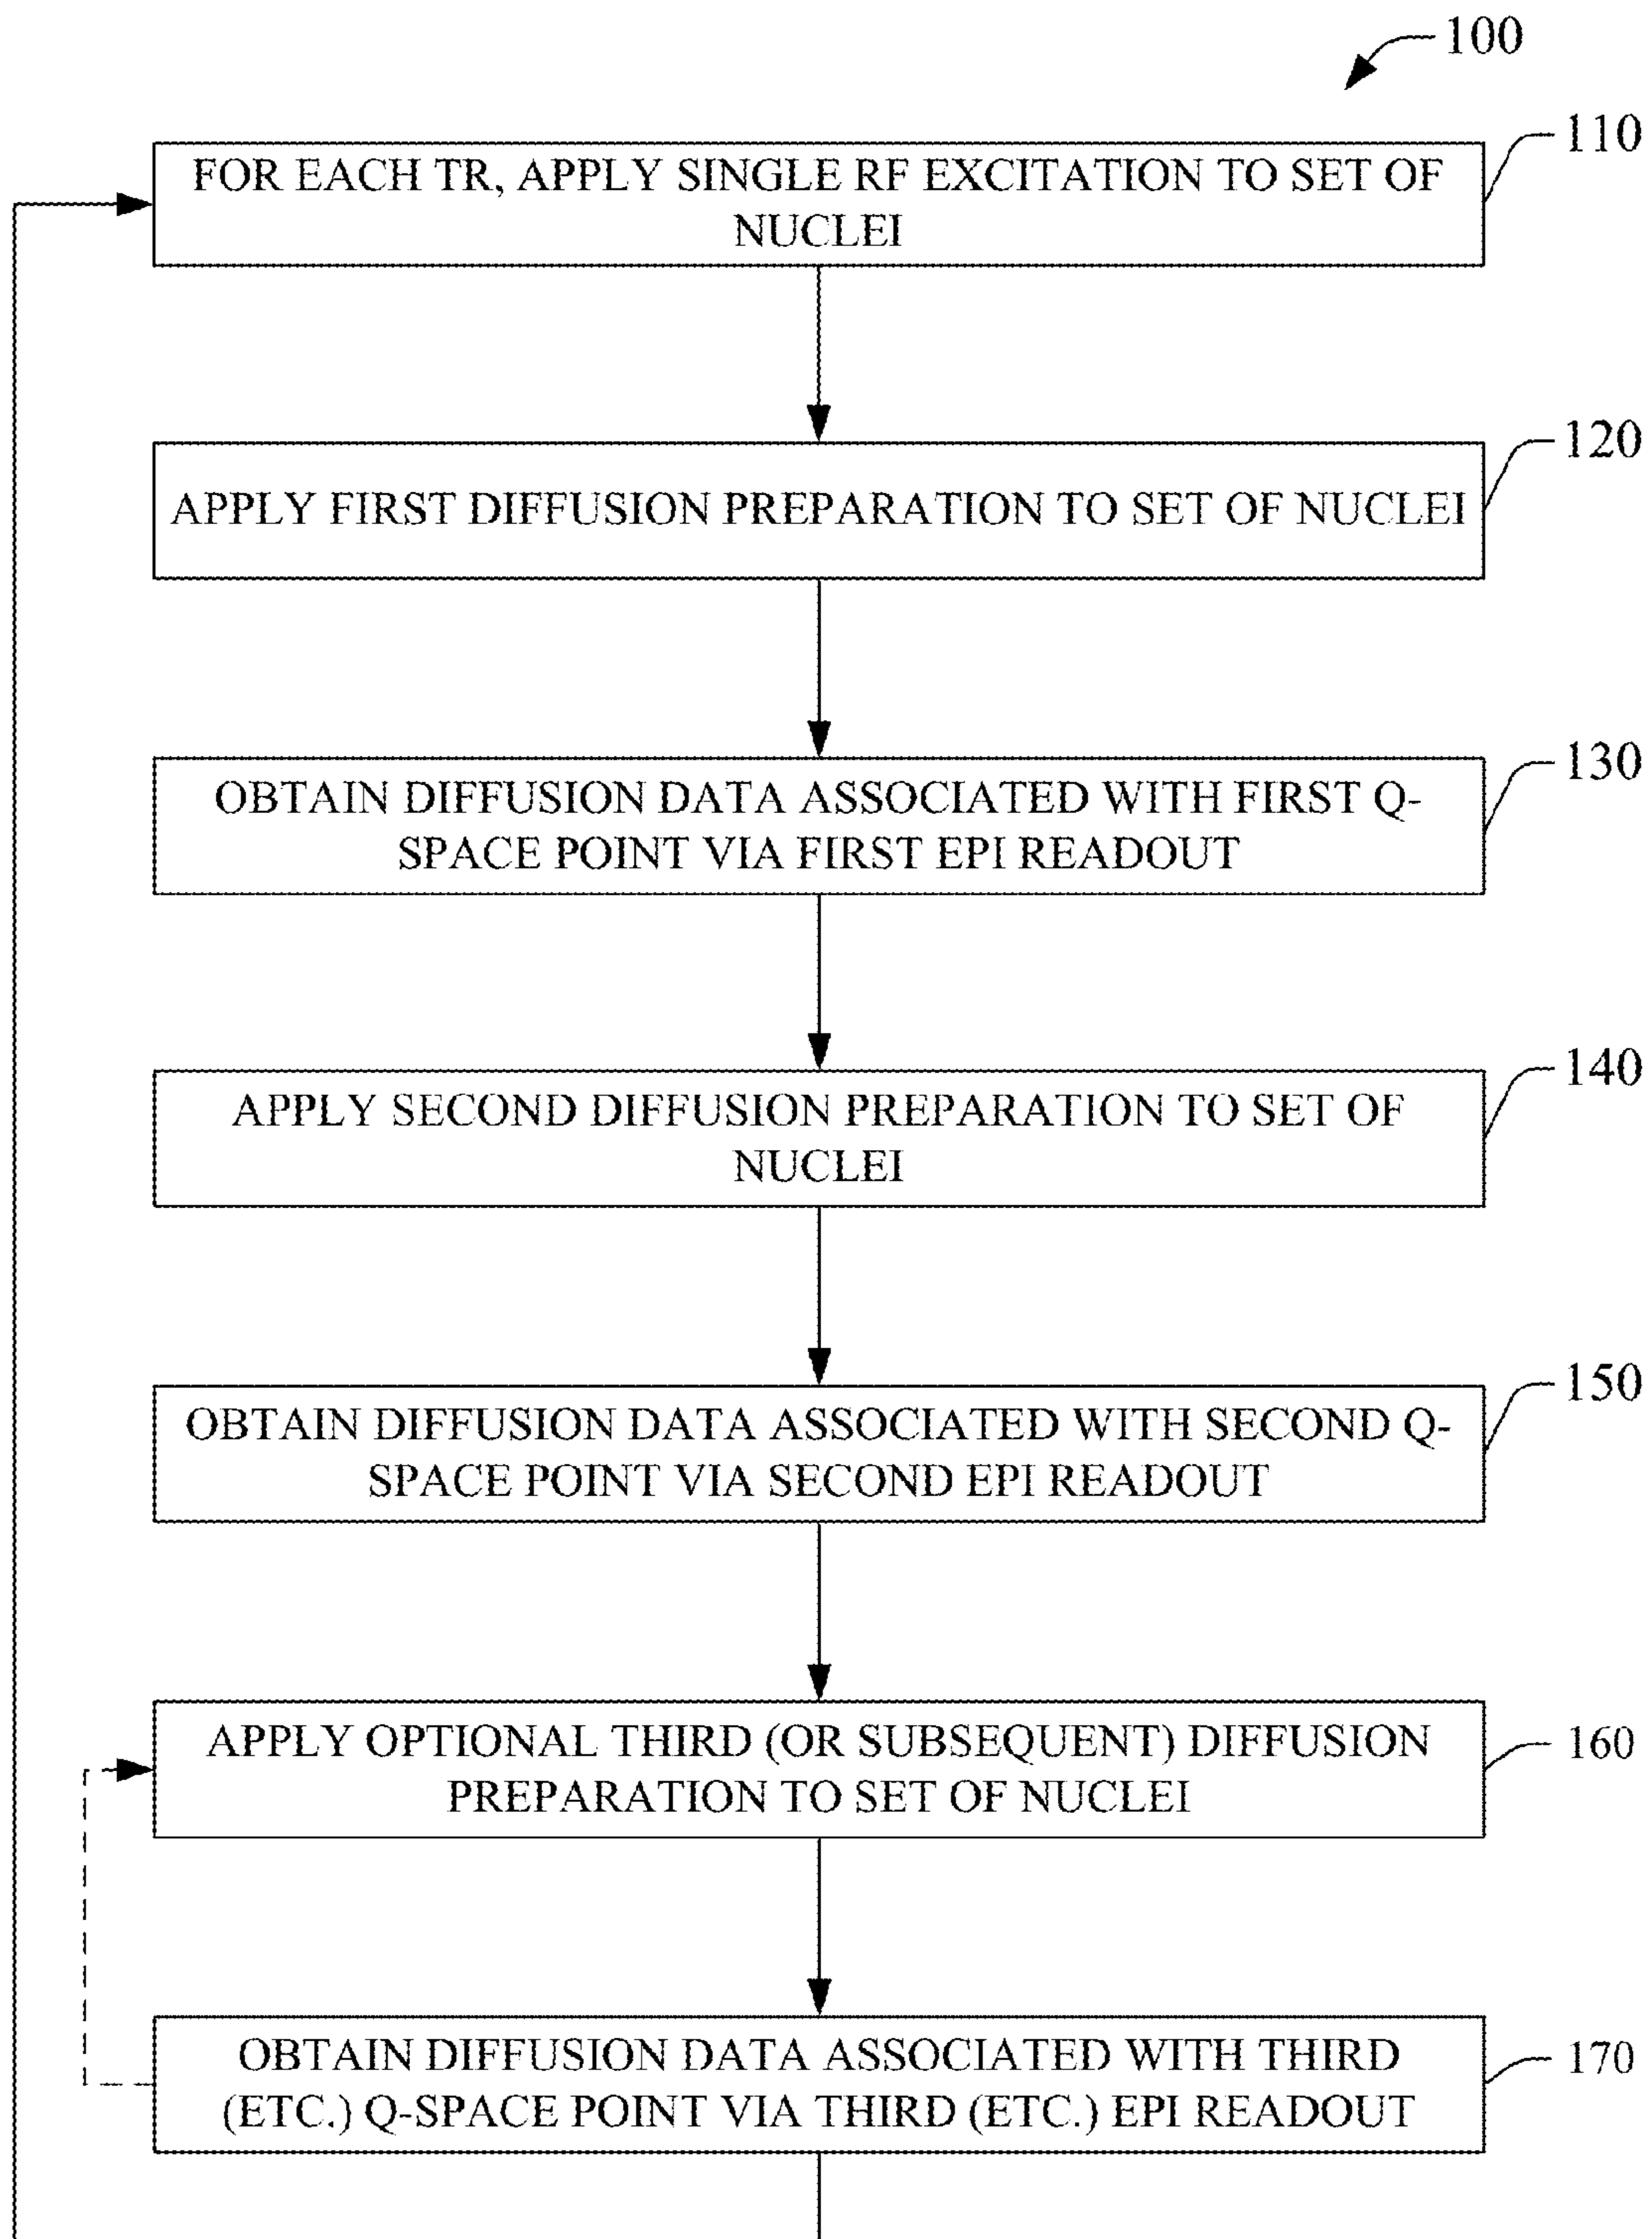 100
FOR EACH TR, APPLY SINGLE RF EXCITATION TO SET OF
NUCLEI
110
APPLY FIRST DIFFUSION PREPARATION TO SET OF NUCLEI
120
OBTAIN DIFFUSION DATA ASSOCIATED WITH FIRST Q-
SPACE POINT VIA FIRST EPI READOUT
130
APPLY SECOND DIFFUSION PREPARATION TO SET OF
NUCLEI
140
OBTAIN DIFFUSION DATA ASSOCIATED WITH SECOND Q-
SPACE POINT VIA SECOND EPI READOUT
150
APPLY OPTIONAL THIRD (OR SUBSEQUENT) DIFFUSION
PREPARATION TO SET OF NUCLEI
160
OBTAIN DIFFUSION DATA ASSOCIATED WITH THIRD
(ETC.) Q-SPACE POINT VIA THIRD (ETC.) EPI READOUT
170